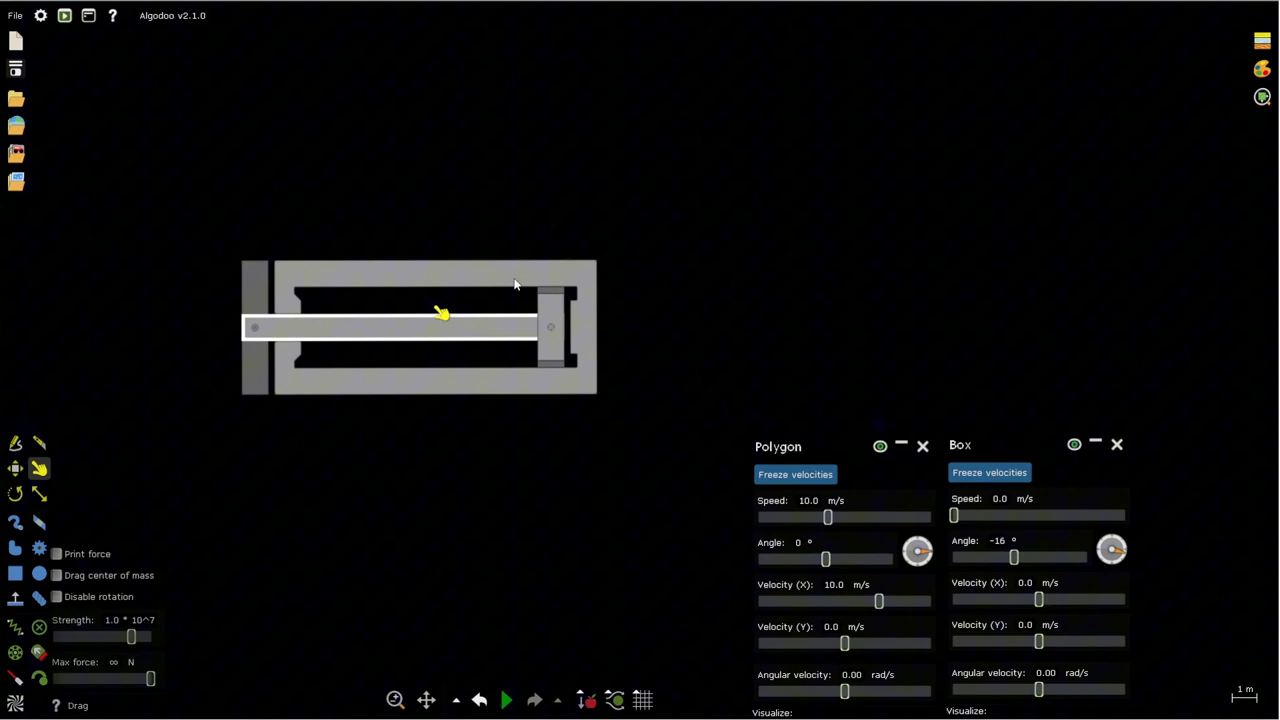 File ? Algodoo v2.1.0
Polygon
Box
Freeze velocities
Freeze velocities
Speed: 10.0 m/s
Speed: 0.0 m/s
Angle: 0 °
Angle: -16 °
Velocity (X): 10.0 m/s
Velocity (X): 0.0 m/s
Velocity (Y): 0.0 m/s
Velocity (Y): 0.0 m/s
Angular velocity: 0.00 rad/s
Angular velocity: 0.00 rad/s
Visualize:
Visualize:
Print force
Drag center of mass
Disable rotation
Strength: 1.0 * 10^7
Max force: ∞ N
? Drag
1 m